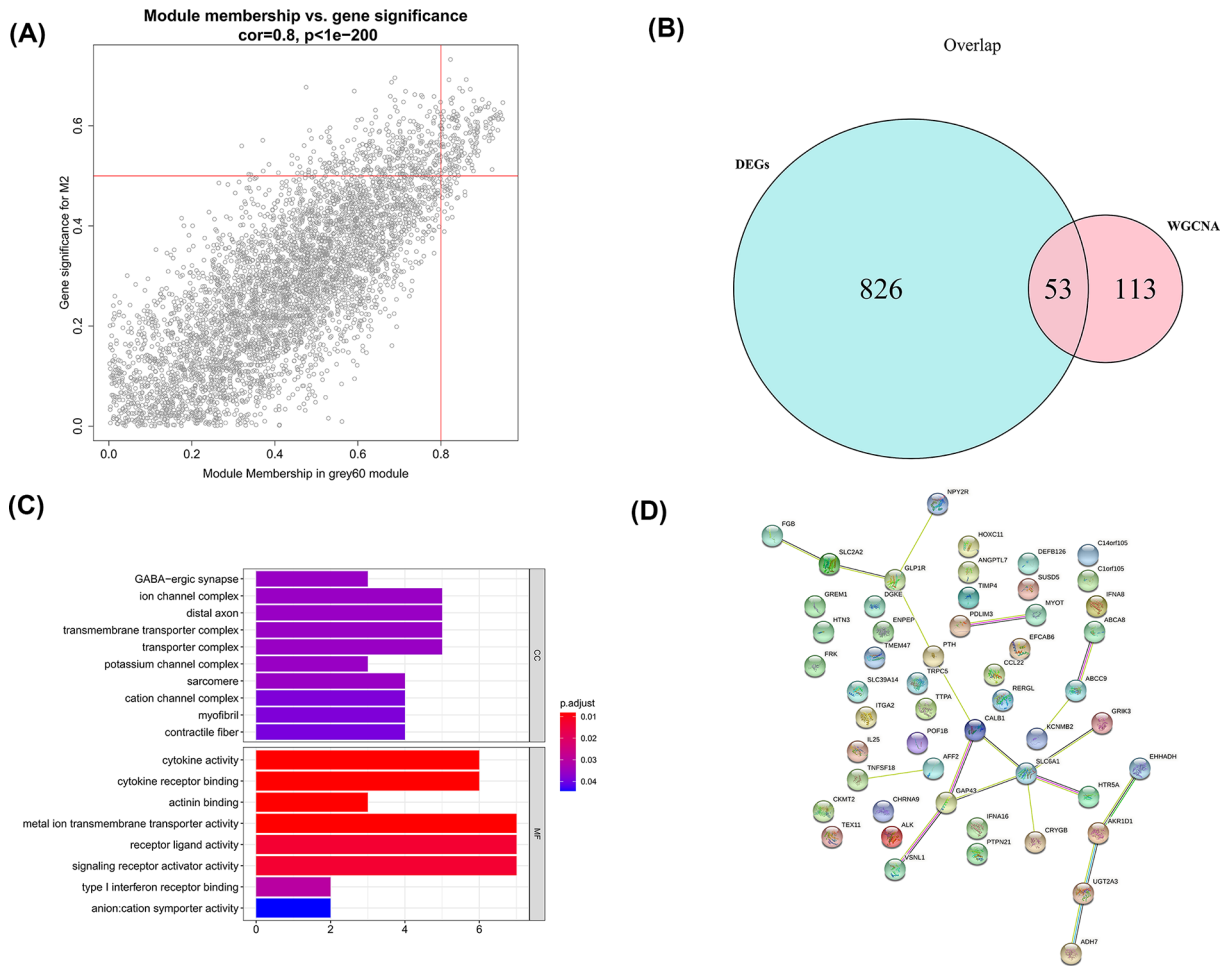 (A)
Module membership vs. gene significance
cor=0.8, p<1e−200
Gene significance for M2
0.6
0.4
0.2
0.0
0.0 0.2 0.4 0.6 0.8
Module Membership in grey60 module
(B)
Overlap
DEGs
WGCNA
826
53
113
(C)
GABA−ergic synapse
ion channel complex
distal axon
transmembrane transporter complex
transporter complex
potassium channel complex
sarcomere
cation channel complex
myofibril
contractile fiber
CC
cytokine activity
cytokine receptor binding
actinin binding
metal ion transmembrane transporter activity
receptor ligand activity
signaling receptor activator activity
type I interferon receptor binding
anion:cation symporter activity
MF
0 2 4 6
p.adjust
0.01
0.02
0.03
0.04
(D)
NPY2R
FGB
HOXC11
C14orf105
SLC2A2
DEFB126
ANGPTL7
GLP1R
C1orf105
SUSD5
TIMP4
GREM1
DGKE
IFNA8
MYOT
PDLIM3
HTN3
ENPEP
ABCA8
EFCAB6
TMEM47
PTH
FRK
CCL22
TRPC5
SLC39A14
ABCC9
RERGL
TTPA
ITGA2
GRIK3
CALB1
KCNMB2
POF1B
IL25
AFF2
SLC6A1
EHHADH
TNFSF18
HTR5A
GAP43
CKMT2
CHRNA9
IFNA16
AKR1D1
TEX11
ALK
CRYGB
PTPN21
VSNL1
UGT2A3
ADH7